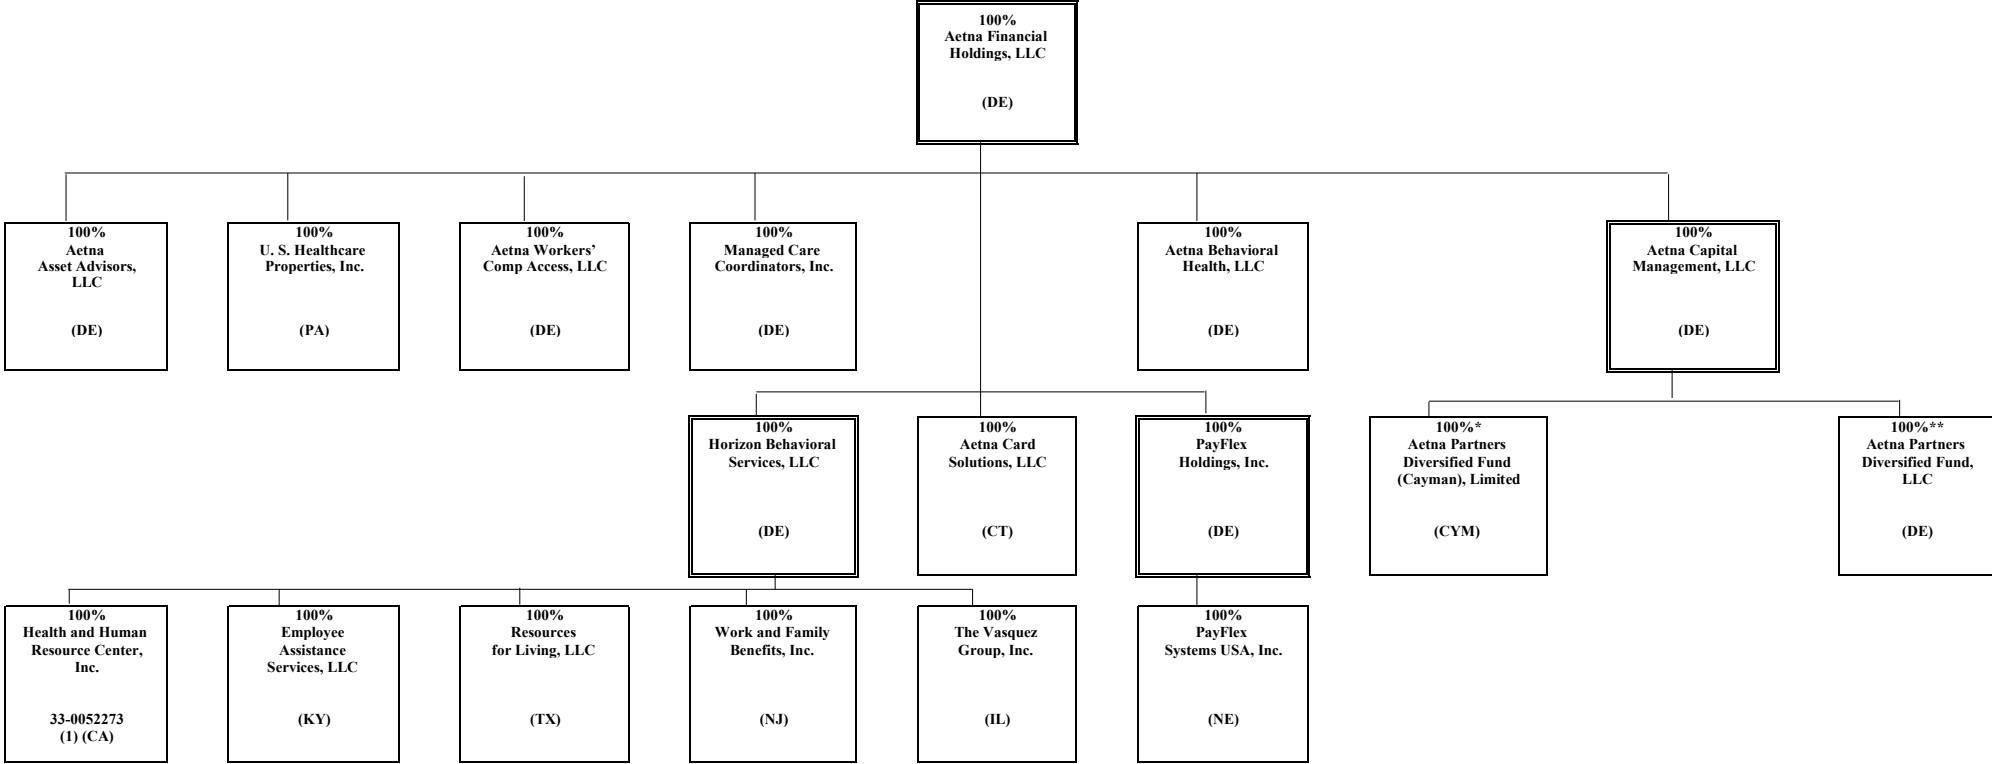 100%
Aetna Financial
Holdings, LLC
(DE)
100%
Aetna
Asset Advisors,
LLC
(DE)
100%
U. S. Healthcare
Properties, Inc.
(PA)
100%
Aetna Workers’
Comp Access, LLC
(DE)
100%
Managed Care
Coordinators, Inc.
(DE)
100%
Aetna Behavioral
Health, LLC
(DE)
100%
Aetna Capital
Management, LLC
(DE)
100%
Horizon Behavioral
Services, LLC
(DE)
100%
Aetna Card
Solutions, LLC
(CT)
100%
PayFlex
Holdings, Inc.
(DE)
100%*
Aetna Partners
Diversified Fund
(Cayman), Limited
(CYM)
100%**
Aetna Partners
Diversified Fund,
LLC
(DE)
100%
Health and Human
Resource Center,
Inc.
33-0052273
(1) (CA)
100%
Employee
Assistance
Services, LLC
(KY)
100%
Resources
for Living, LLC
(TX)
100%
Work and Family
Benefits, Inc.
(NJ)
100%
The Vasquez
Group, Inc.
(IL)
100%
PayFlex
Systems USA, Inc.
(NE)